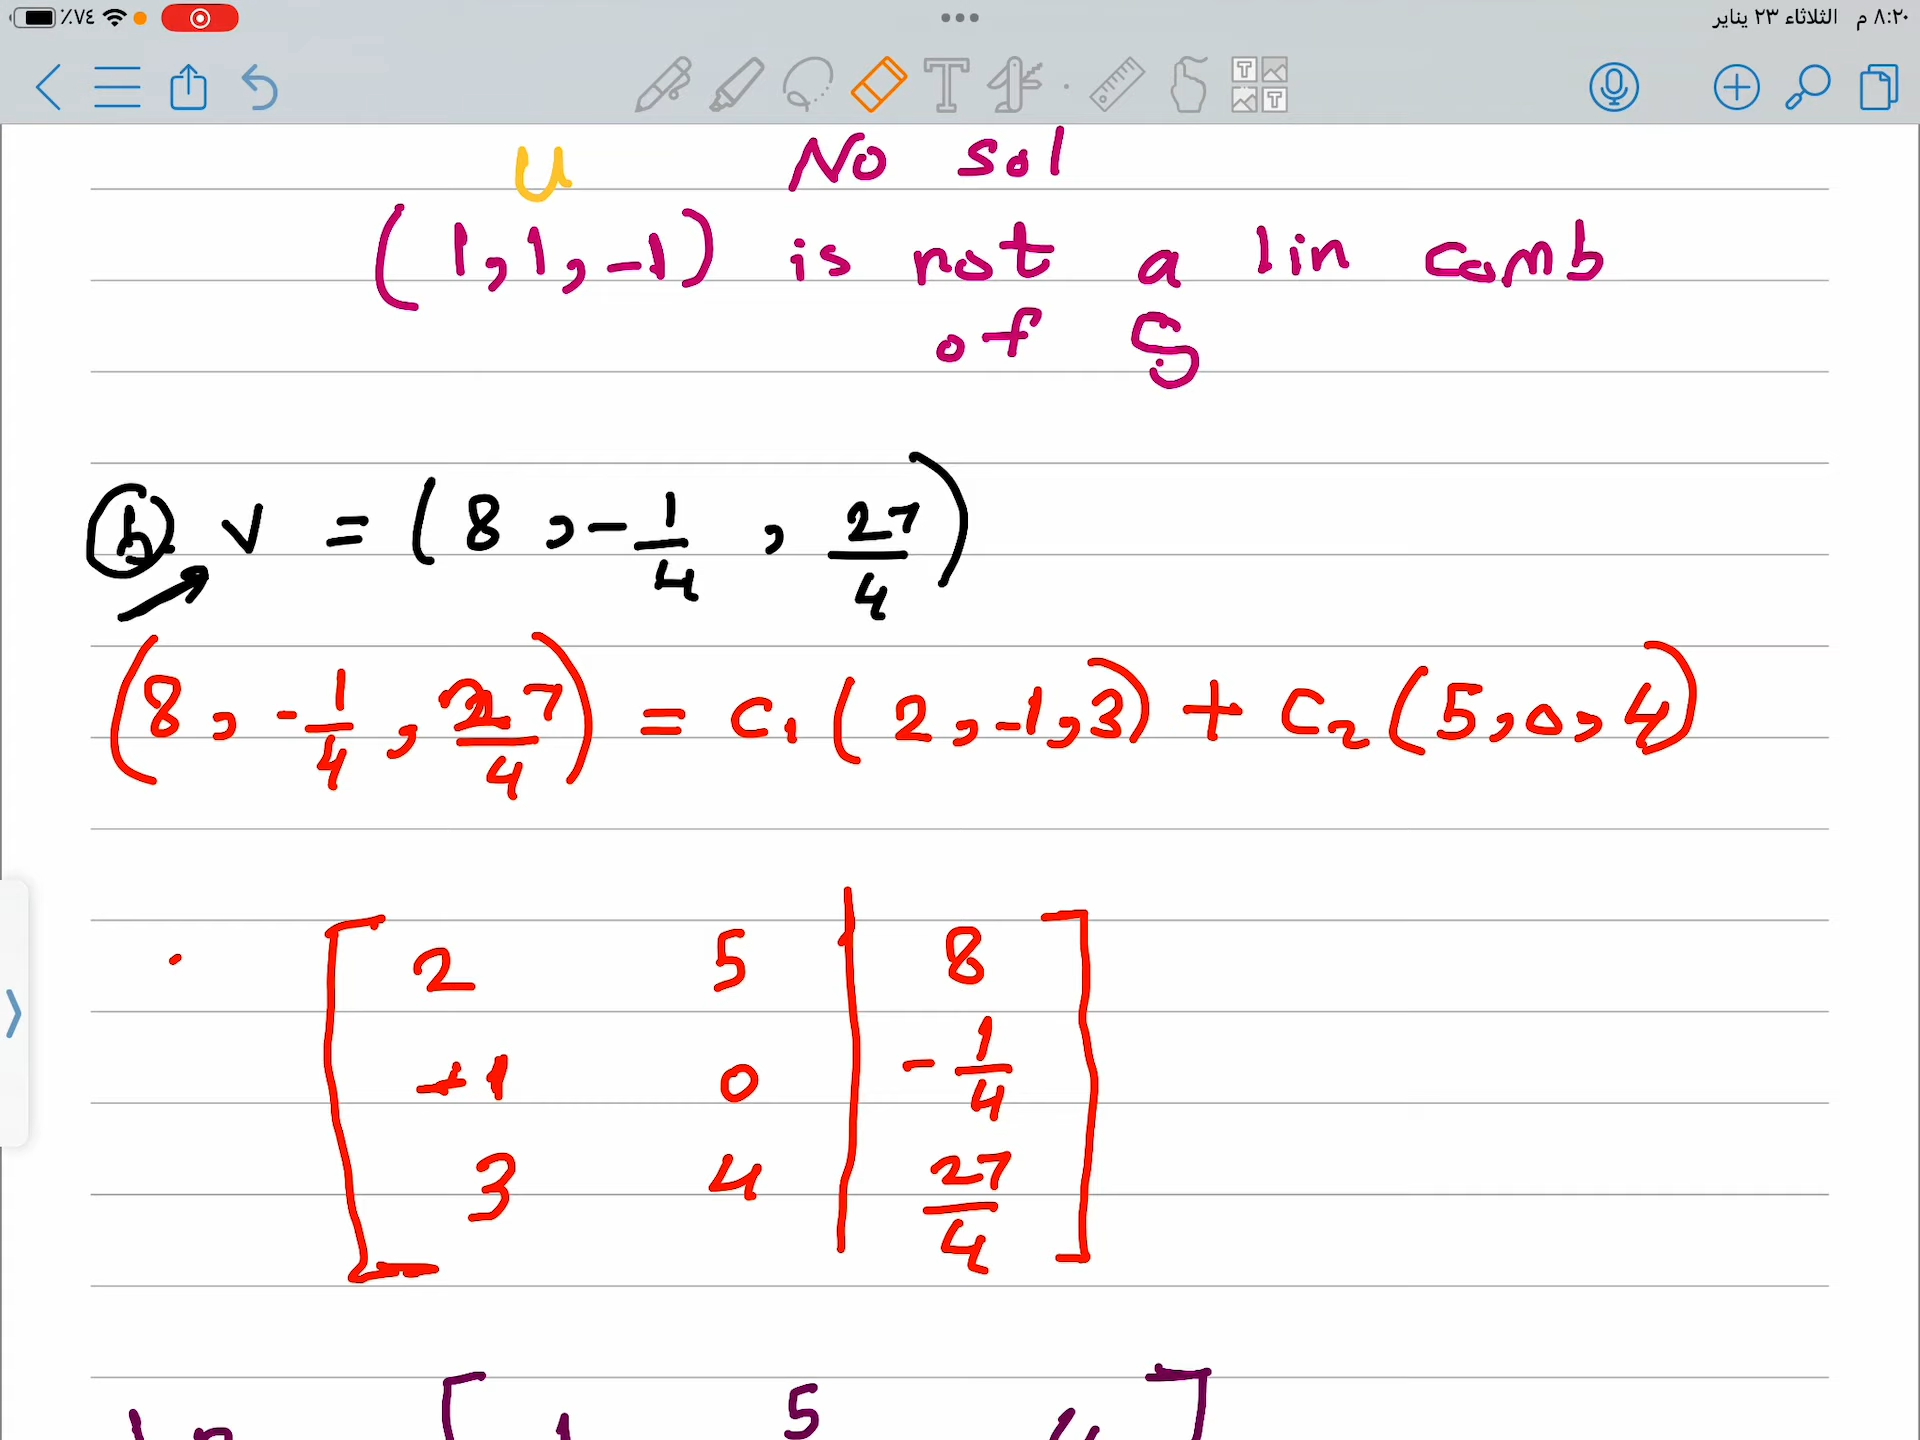 ٪٧٤ ٨:٢٠ م الثلاثاء ٢٣ يناير
u No sol
(1,1,-1) is not a lin comb
of S
b v = (8, -1/4, 27/4)
(8, -1/4, 27/4) = c₁(2,-1,3) + c₂(5,0,4)
[ 2 5 | 8 ]
[ -1 0 | -1/4 ]
[ 3 4 | 27/4 ]
5